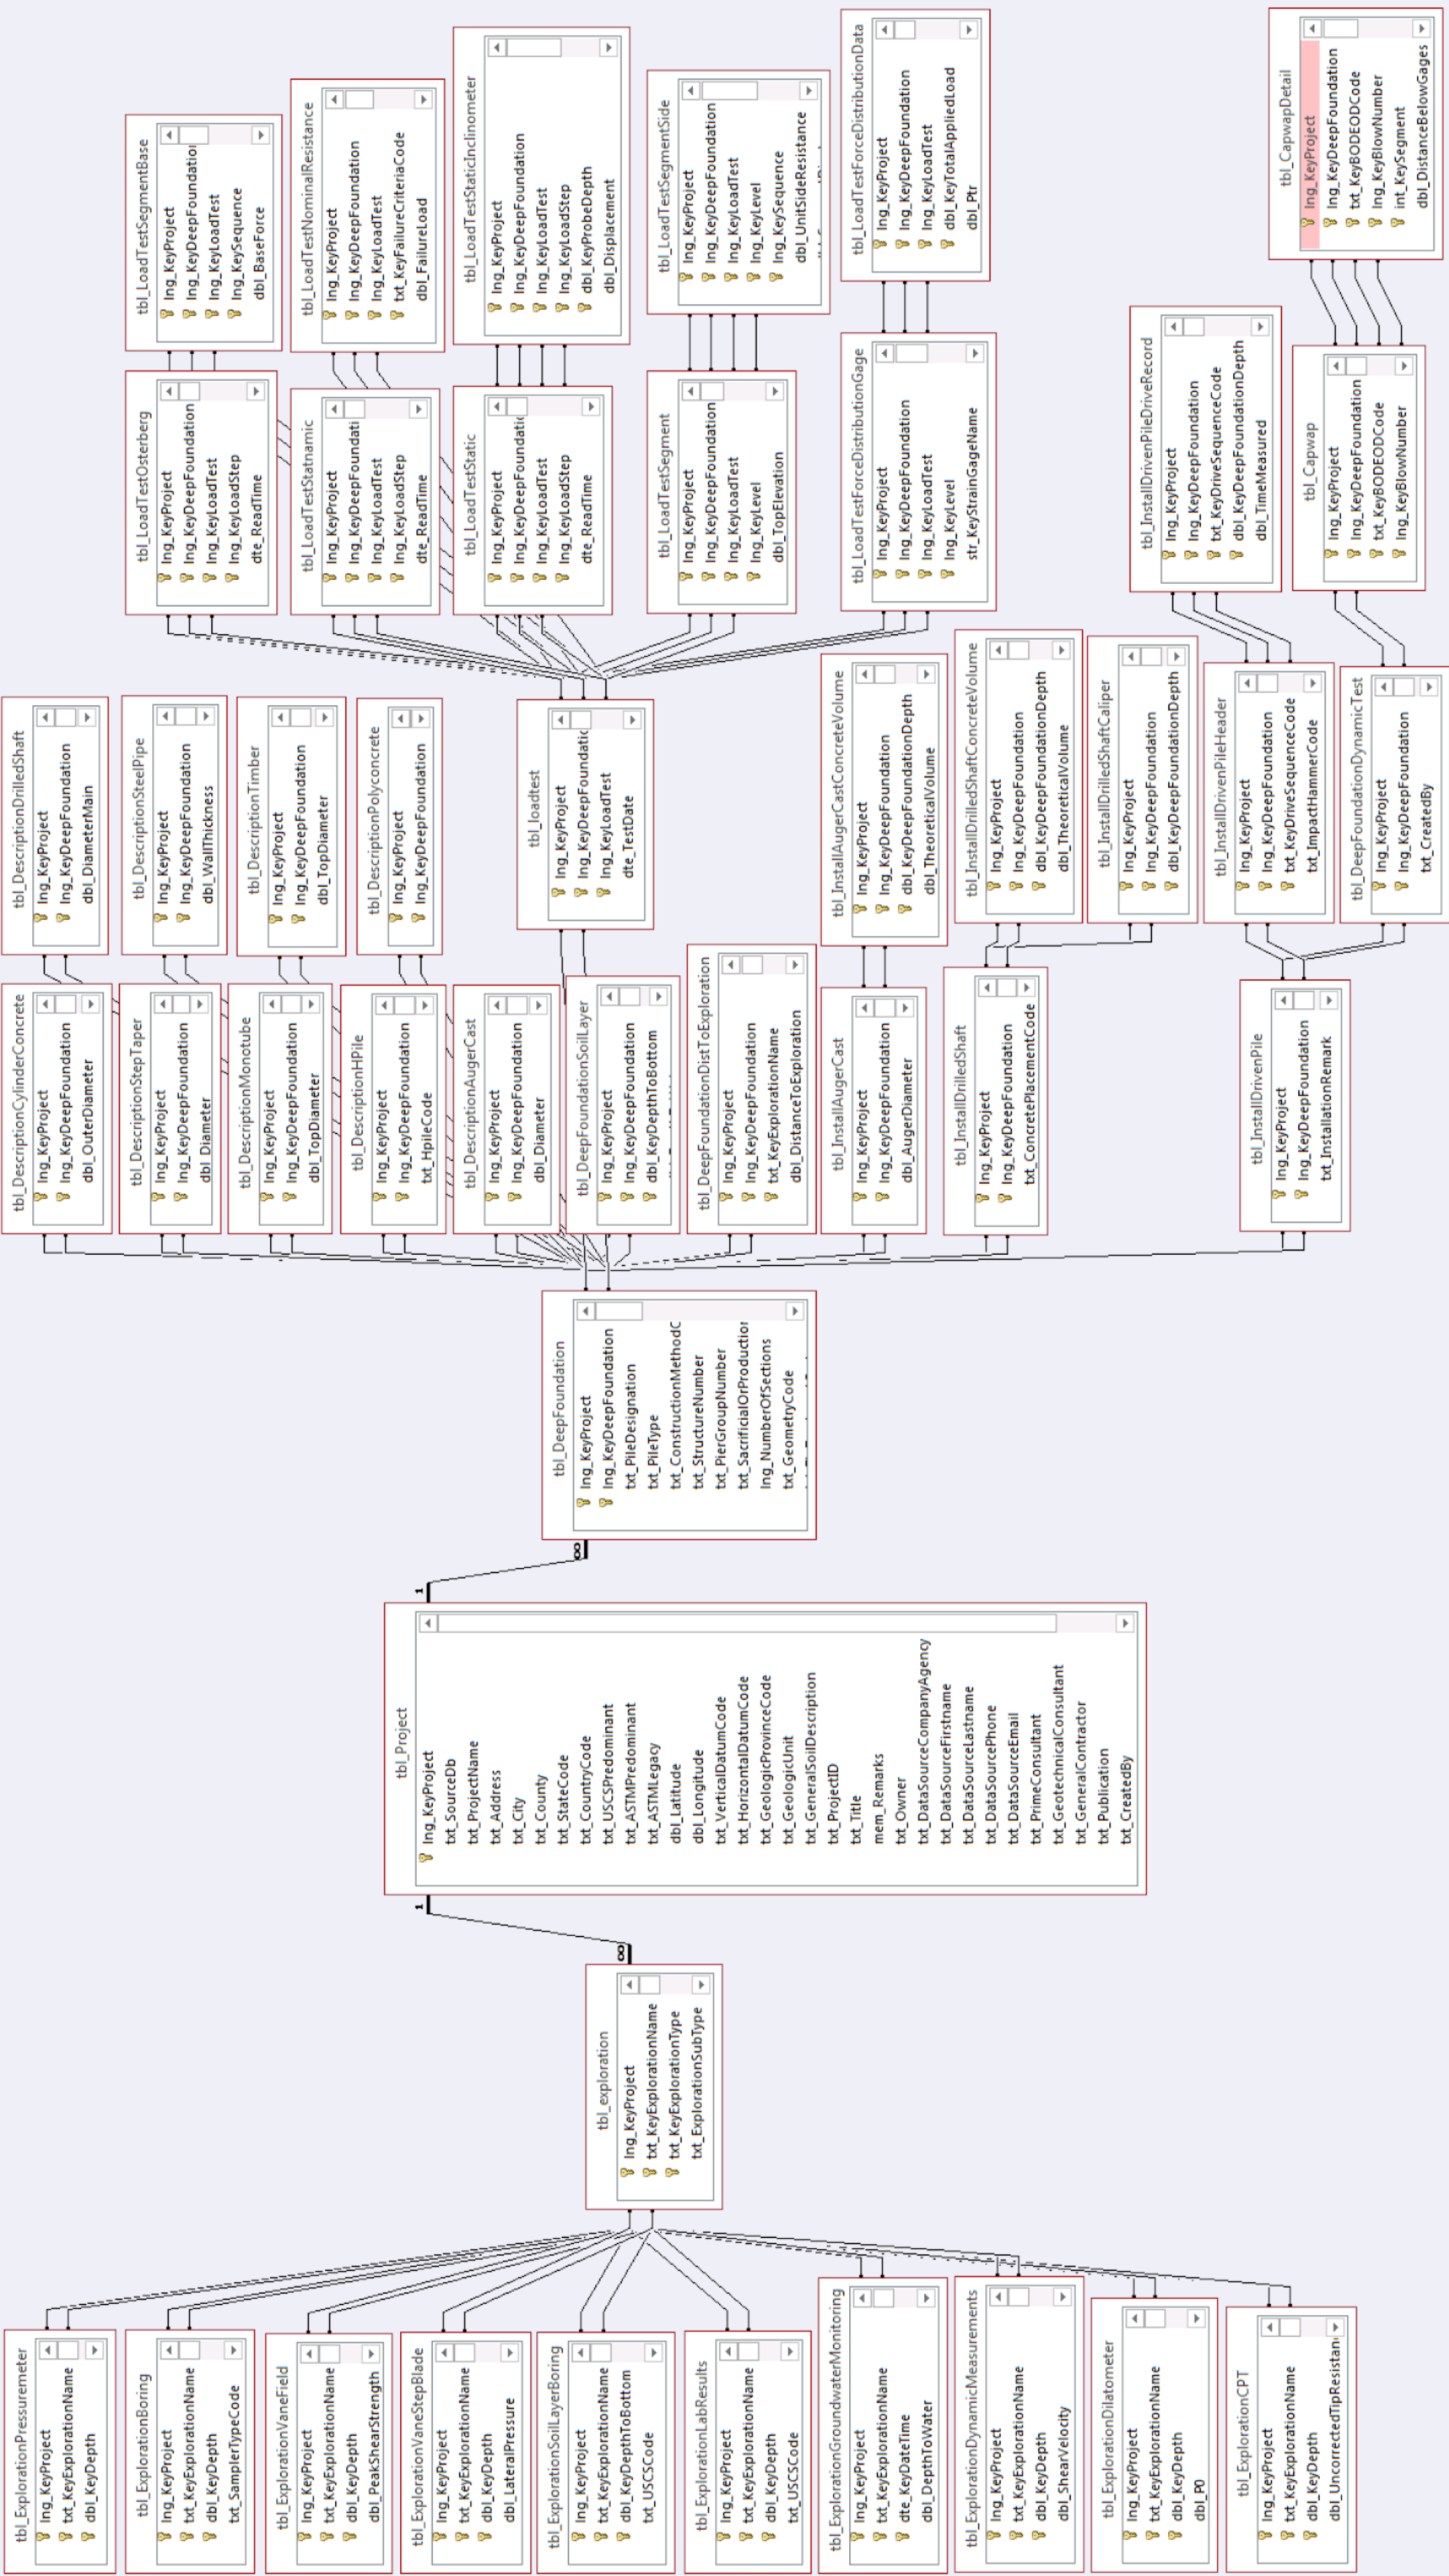 tbl_ExplorationPressuremeter
lng_KeyProject
txt_KeyExplorationName
dbl_KeyDepth
tbl_ExplorationBoring
lng_KeyProject
txt_KeyExplorationName
dbl_KeyDepth
txt_SamplerTypeCode
tbl_ExplorationVaneField
lng_KeyProject
txt_KeyExplorationName
dbl_KeyDepth
dbl_PeakShearStrength
tbl_ExplorationVaneStepBlade
lng_KeyProject
txt_KeyExplorationName
dbl_KeyDepth
dbl_LateralPressure
tbl_ExplorationSoilLayerBoring
lng_KeyProject
txt_KeyExplorationName
dbl_KeyDepthToBottom
txt_USCSCode
tbl_ExplorationLabResults
lng_KeyProject
txt_KeyExplorationName
dbl_KeyDepth
txt_USCSCode
tbl_ExplorationGroundwaterMonitoring
lng_KeyProject
txt_KeyExplorationName
dte_KeyDateTime
dbl_DepthToWater
tbl_ExplorationDynamicMeasurements
lng_KeyProject
txt_KeyExplorationName
dbl_KeyDepth
dbl_ShearVelocity
tbl_ExplorationDilatometer
lng_KeyProject
txt_KeyExplorationName
dbl_KeyDepth
dbl_P0
tbl_ExplorationCPT
lng_KeyProject
txt_KeyExplorationName
dbl_KeyDepth
dbl_UncorrectedTipResistan
tbl_exploration
lng_KeyProject
txt_KeyExplorationName
txt_KeyExplorationType
txt_ExplorationSubType
∞
1
tbl_Project
lng_KeyProject
txt_SourceDb
txt_ProjectName
txt_Address
txt_City
txt_County
txt_StateCode
txt_CountryCode
txt_USCSPredominant
txt_ASTMPredominant
txt_ASTMLegacy
dbl_Latitude
dbl_Longitude
txt_VerticalDatumCode
txt_HorizontalDatumCode
txt_GeologicProvinceCode
txt_GeologicUnit
txt_GeneralSoilDescription
txt_ProjectID
txt_Title
mem_Remarks
txt_Owner
txt_DataSourceCompanyAgency
txt_DataSourceFirstname
txt_DataSourceLastname
txt_DataSourcePhone
txt_DataSourceEmail
txt_PrimeConsultant
txt_GeotechnicalConsultant
txt_GeneralContractor
txt_Publication
txt_CreatedBy
1
∞
tbl_DeepFoundation
lng_KeyProject
lng_KeyDeepFoundation
txt_PileDesignation
txt_PileType
txt_ConstructionMethodC
txt_StructureNumber
txt_PierGroupNumber
txt_SacrificialOrProduction
lng_NumberOfSections
txt_GeometryCode
tbl_DescriptionCylinderConcrete
lng_KeyProject
lng_KeyDeepFoundation
dbl_OuterDiameter
tbl_DescriptionStepTaper
lng_KeyProject
lng_KeyDeepFoundation
dbl_Diameter
tbl_DescriptionMonotube
lng_KeyProject
lng_KeyDeepFoundation
dbl_TopDiameter
tbl_DescriptionHPile
lng_KeyProject
lng_KeyDeepFoundation
txt_HpileCode
tbl_DescriptionAugerCast
lng_KeyProject
lng_KeyDeepFoundation
dbl_Diameter
tbl_DeepFoundationSoilLayer
lng_KeyProject
lng_KeyDeepFoundation
dbl_KeyDepthToBottom
tbl_DeepFoundationDistToExploration
lng_KeyProject
lng_KeyDeepFoundation
txt_KeyExplorationName
dbl_DistanceToExploration
tbl_InstallAugerCast
lng_KeyProject
lng_KeyDeepFoundation
dbl_AugerDiameter
tbl_InstallDrilledShaft
lng_KeyProject
lng_KeyDeepFoundation
txt_ConcretePlacementCode
tbl_InstallDrivenPile
lng_KeyProject
lng_KeyDeepFoundation
txt_InstallationRemark
tbl_DescriptionDrilledShaft
lng_KeyProject
lng_KeyDeepFoundation
dbl_DiameterMain
tbl_DescriptionSteelPipe
lng_KeyProject
lng_KeyDeepFoundation
dbl_WallThickness
tbl_DescriptionTimber
lng_KeyProject
lng_KeyDeepFoundation
dbl_TopDiameter
tbl_DescriptionPolyconcrete
lng_KeyProject
lng_KeyDeepFoundation
tbl_loadtest
lng_KeyProject
lng_KeyDeepFoundatic
lng_KeyLoadTest
dte_TestDate
tbl_InstallAugerCastConcreteVolume
lng_KeyProject
lng_KeyDeepFoundation
dbl_KeyDeepFoundationDepth
dbl_TheoreticalVolume
tbl_InstallDrilledShaftConcreteVolume
lng_KeyProject
lng_KeyDeepFoundation
dbl_KeyDeepFoundationDepth
dbl_TheoreticalVolume
tbl_InstallDrilledShaftCaliper
lng_KeyProject
lng_KeyDeepFoundation
dbl_KeyDeepFoundationDepth
tbl_InstallDrivenPileHeader
lng_KeyProject
lng_KeyDeepFoundation
txt_KeyDriveSequenceCode
txt_ImpactHammerCode
tbl_DeepFoundationDynamicTest
lng_KeyProject
lng_KeyDeepFoundation
txt_CreatedBy
tbl_LoadTestOsterberg
lng_KeyProject
lng_KeyDeepFoundation
lng_KeyLoadTest
lng_KeyLoadStep
dte_ReadTime
tbl_LoadTestStatnamic
lng_KeyProject
lng_KeyDeepFoundati
lng_KeyLoadTest
lng_KeyLoadStep
dte_ReadTime
tbl_LoadTestStatic
lng_KeyProject
lng_KeyDeepFoundatic
lng_KeyLoadTest
lng_KeyLoadStep
dte_ReadTime
tbl_LoadTestSegment
lng_KeyProject
lng_KeyDeepFoundation
lng_KeyLoadTest
lng_KeyLevel
dbl_TopElevation
tbl_LoadTestForceDistributionGage
lng_KeyProject
lng_KeyDeepFoundation
lng_KeyLoadTest
lng_KeyLevel
str_KeyStrainGageName
tbl_InstallDrivenPileDriveRecord
lng_KeyProject
lng_KeyDeepFoundation
txt_KeyDriveSequenceCode
dbl_KeyDeepFoundationDepth
dbl_TimeMeasured
tbl_Capwap
lng_KeyProject
lng_KeyDeepFoundation
txt_KeyBODEODCode
lng_KeyBlowNumber
tbl_LoadTestSegmentBase
lng_KeyProject
lng_KeyDeepFoundation
lng_KeyLoadTest
lng_KeySequence
dbl_BaseForce
tbl_LoadTestNominalResistance
lng_KeyProject
lng_KeyDeepFoundation
lng_KeyLoadTest
txt_KeyFailureCriteriaCode
dbl_FailureLoad
tbl_LoadTestStaticInclinometer
lng_KeyProject
lng_KeyDeepFoundation
lng_KeyLoadTest
lng_KeyLoadStep
dbl_KeyProbeDepth
dbl_Displacement
tbl_LoadTestSegmentSide
lng_KeyProject
lng_KeyDeepFoundation
lng_KeyLoadTest
lng_KeyLevel
lng_KeySequence
dbl_UnitSideResistance
tbl_LoadTestForceDistributionData
lng_KeyProject
lng_KeyDeepFoundation
lng_KeyLoadTest
dbl_KeyTotalAppliedLoad
dbl_Ptr
tbl_CapwapDetail
lng_KeyProject
lng_KeyDeepFoundation
txt_KeyBODEODCode
lng_KeyBlowNumber
int_KeySegment
dbl_DistanceBelowGages